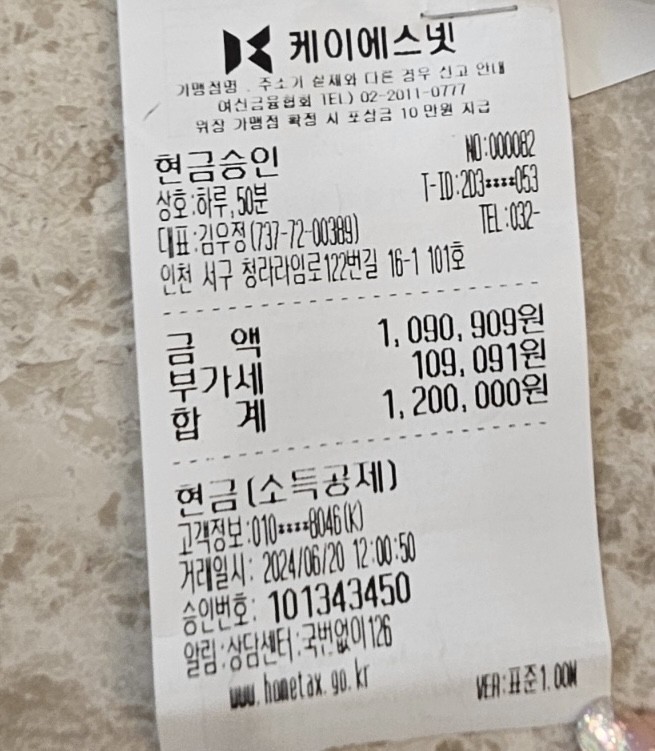 케이에스넷
가맹점명, 주소가 실제와 다른 경우 신고 안내
여신금융협회 TEL) 02-2011-0777
위장 가맹점 확정 시 포상금 10 만원 지급
현금승인 NO:000082
상호:하루,50분 T-ID:2D3****053
대표:김우정(737-72-00389) TEL:032-
인천 서구 청라라임로122번길 16-1 101호
금 액 1,090,909원
부가세 109,091원
합 계 1,200,000원
현금(소득공제)
고객정보:010****8046(K)
거래일시: 2024/06/20 12:00:50
승인번호: 101343450
알림:상담센터:국번없이126
www.hometax.go.kr VER:표준1.00M